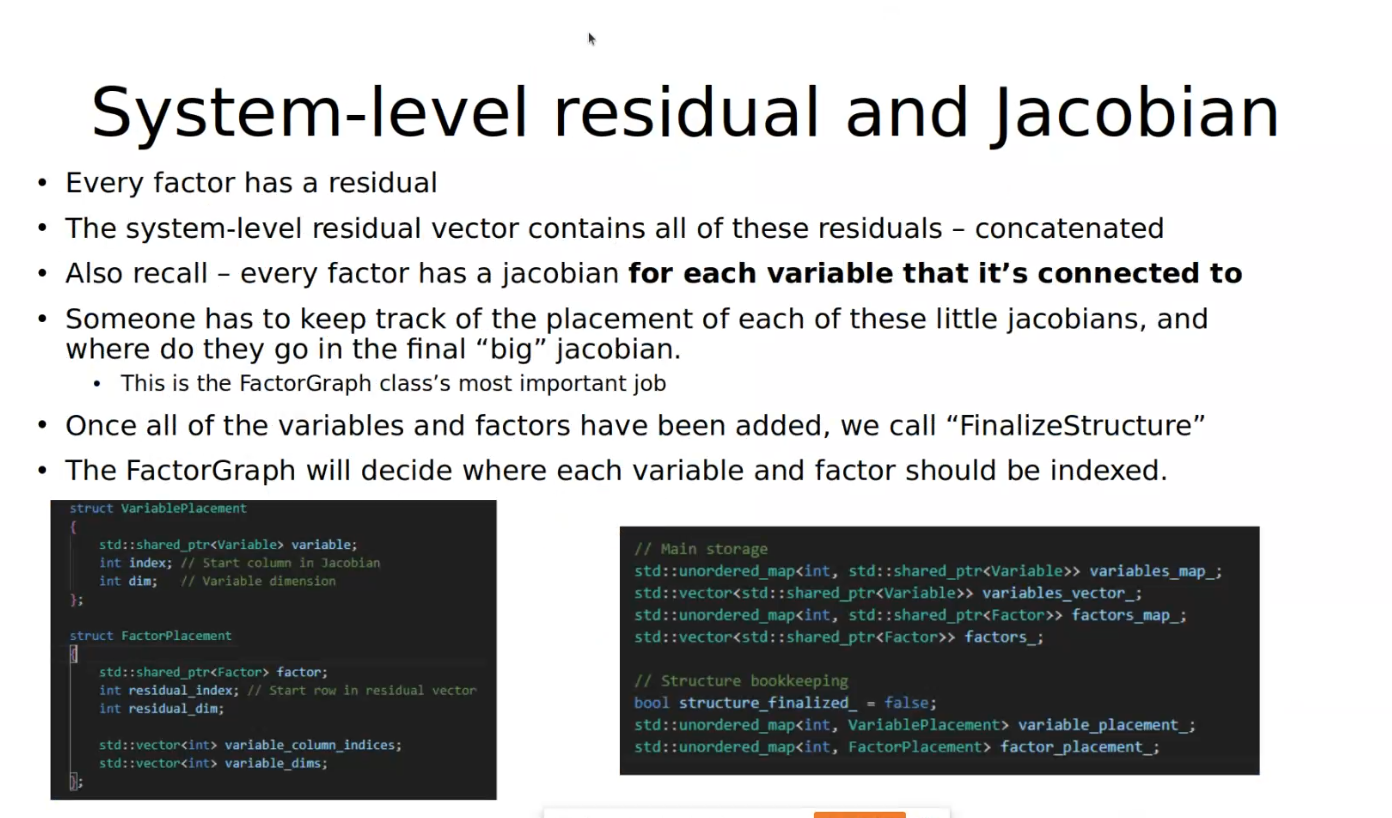 System-level residual and Jacobian
• Every factor has a residual
• The system-level residual vector contains all of these residuals – concatenated
• Also recall – every factor has a jacobian for each variable that it’s connected to
• Someone has to keep track of the placement of each of these little jacobians, and
where do they go in the final “big” jacobian.
• This is the FactorGraph class’s most important job
• Once all of the variables and factors have been added, we call “FinalizeStructure”
• The FactorGraph will decide where each variable and factor should be indexed.
struct VariablePlacement
{
std::shared_ptr<Variable> variable;
int index; // Start column in Jacobian
int dim; // Variable dimension
};
struct FactorPlacement
{
std::shared_ptr<Factor> factor;
int residual_index; // Start row in residual vector
int residual_dim;
std::vector<int> variable_column_indices;
std::vector<int> variable_dims;
};
// Main storage
std::unordered_map<int, std::shared_ptr<Variable>> variables_map_;
std::vector<std::shared_ptr<Variable>> variables_vector_;
std::unordered_map<int, std::shared_ptr<Factor>> factors_map_;
std::vector<std::shared_ptr<Factor>> factors_;
// Structure bookkeeping
bool structure_finalized_ = false;
std::unordered_map<int, VariablePlacement> variable_placement_;
std::unordered_map<int, FactorPlacement> factor_placement_;